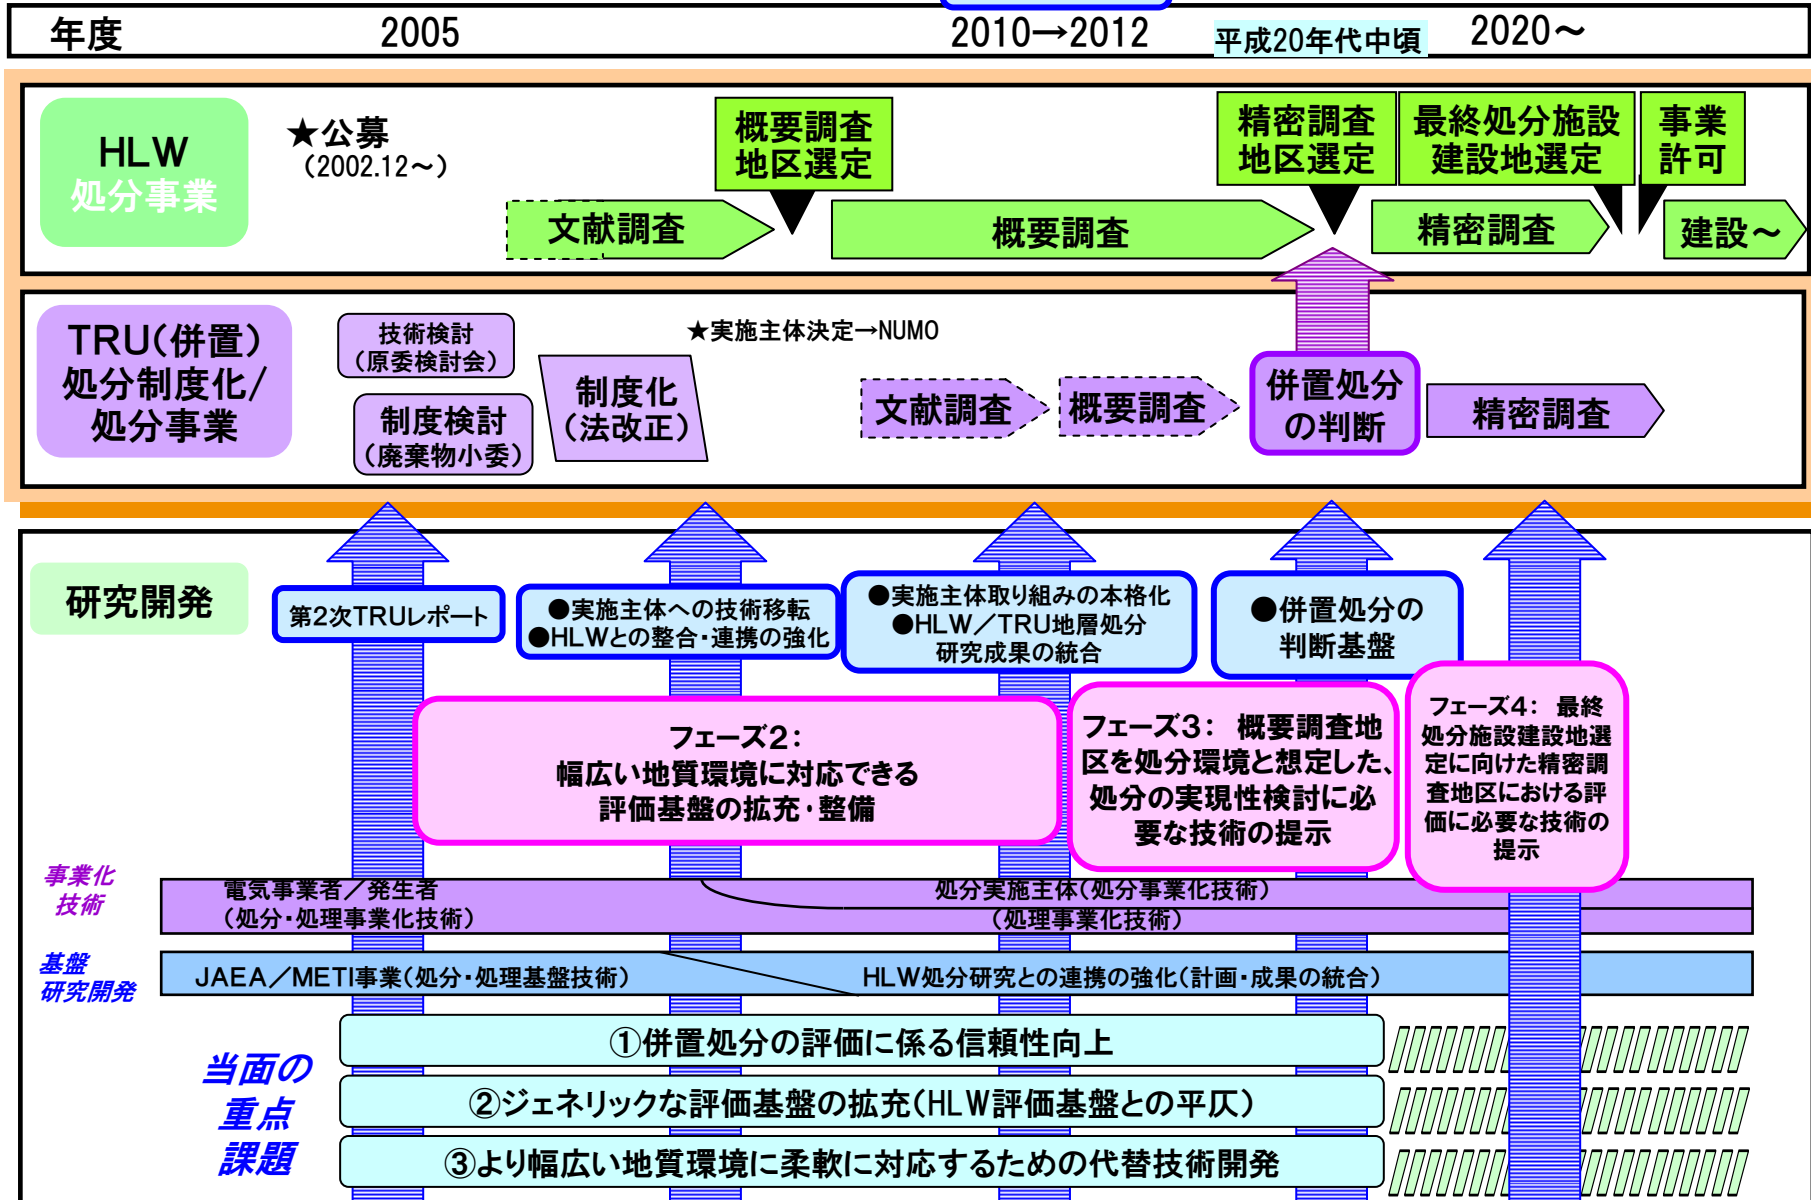 年度
2005
2010→2012
平成20年代中頃
2020～
HLW
処分事業
★公募
（2002.12～）
概要調査
地区選定
精密調査
地区選定
最終処分施設
建設地選定
事業
許可
文献調査
概要調査
精密調査
建設～
TRU（併置）
処分制度化/
処分事業
技術検討
（原委検討会）
制度検討
（廃棄物小委）
制度化
（法改正）
★実施主体決定→NUMO
文献調査
概要調査
併置処分
の判断
精密調査
研究開発
第2次TRUレポート
●実施主体への技術移転
●HLWとの整合・連携の強化
●実施主体取り組みの本格化
●HLW／TRU地層処分
研究成果の統合
●併置処分の
判断基盤
フェーズ2：
幅広い地質環境に対応できる
評価基盤の拡充・整備
フェーズ3： 概要調査地
区を処分環境と想定した、
処分の実現性検討に必
要な技術の提示
フェーズ4： 最終
処分施設建設地選
定に向けた精密調
査地区における評
価に必要な技術の
提示
事業化
技術
電気事業者／発生者
（処分・処理事業化技術）
処分実施主体（処分事業化技術）
（処理事業化技術）
基盤
研究開発
JAEA／METI事業（処分・処理基盤技術）
HLW処分研究との連携の強化（計画・成果の統合）
当面の
重点
課題
①併置処分の評価に係る信頼性向上
②ジェネリックな評価基盤の拡充（HLW評価基盤との平仄）
③より幅広い地質環境に柔軟に対応するための代替技術開発